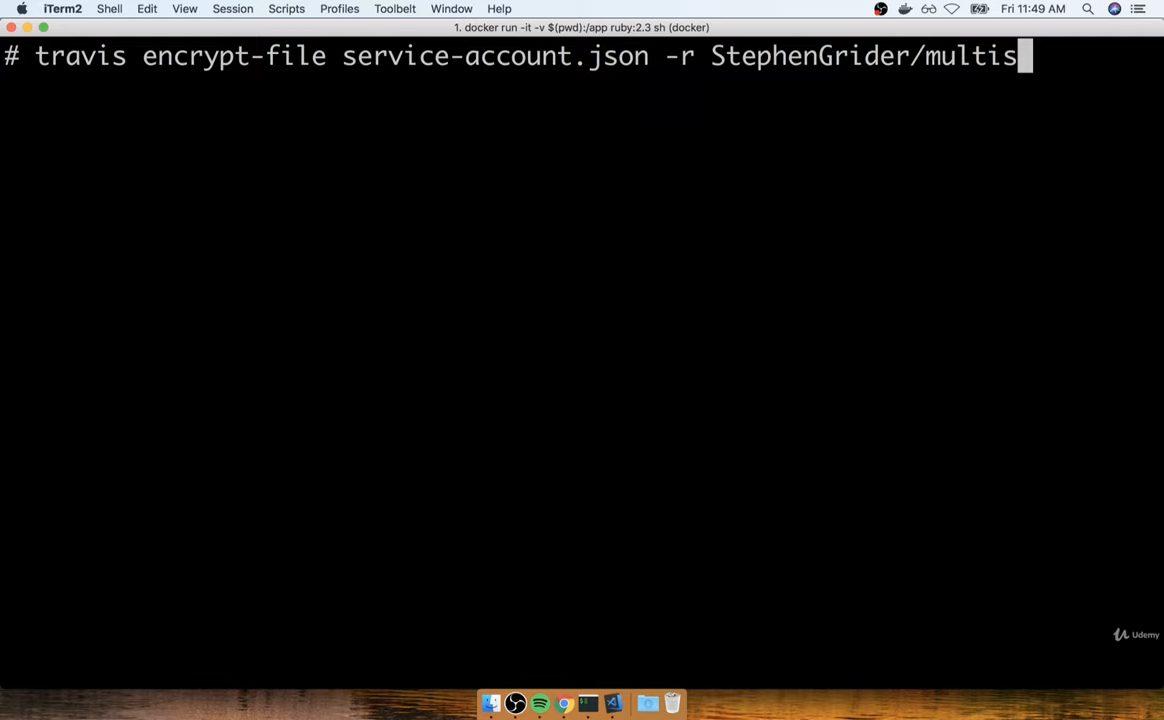 iTerm2 Shell Edit View Session Scripts Profiles Toolbelt Window Help Fri 11:49 AM
1. docker run -it -v $(pwd):/app ruby:2.3 sh (docker)
# travis encrypt-file service-account.json -r StephenGrider/multis
Udemy